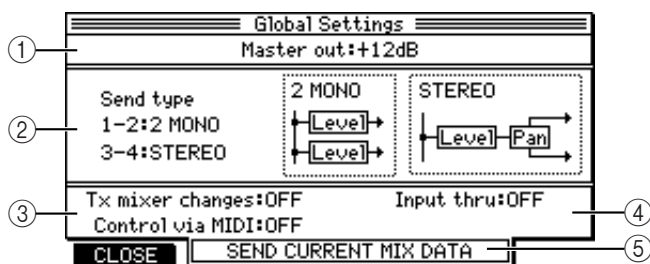 Global Settings
① Master out:+12dB
② Send type
1-2:2 MONO
3-4:STEREO
2 MONO
Level
Level
STEREO
Level Pan
③ Tx mixer changes:OFF Input thru:OFF ④
Control via MIDI:OFF
CLOSE SEND CURRENT MIX DATA ⑤